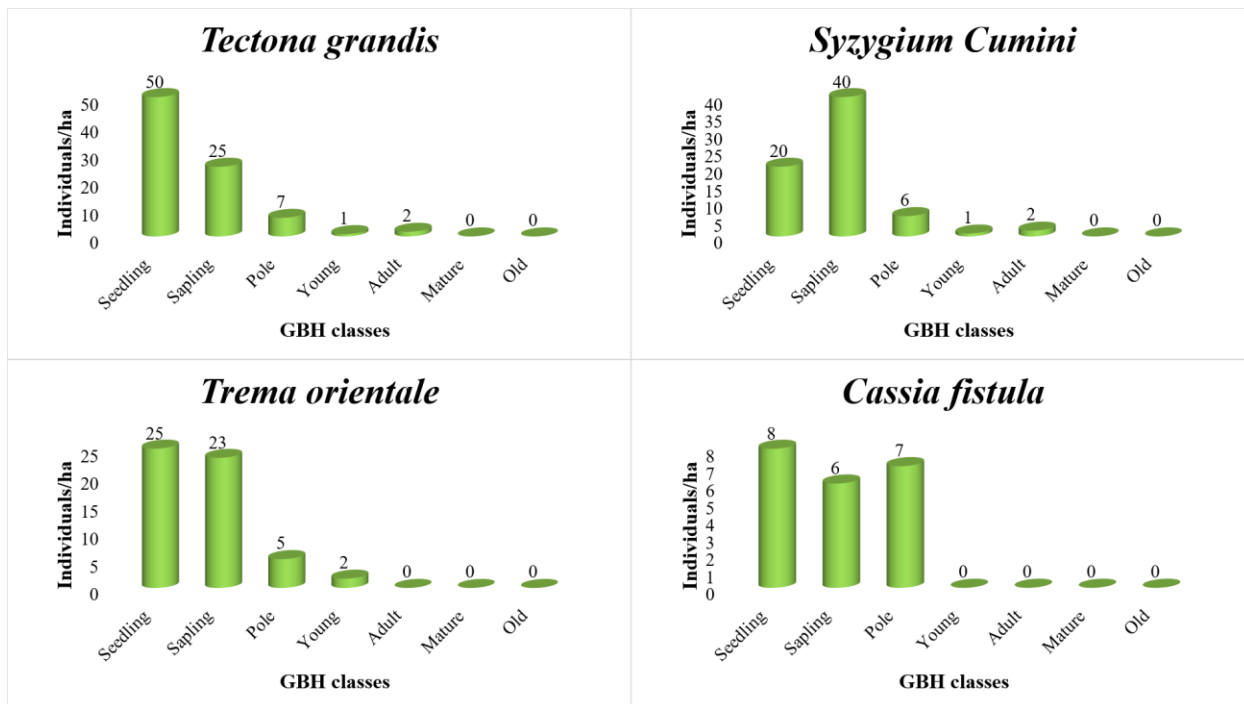 Tectona grandis
Individuals/ha
50
40
30
20
10
0
50
25
7
1
2
0
0
Seedling
Sapling
Pole
Young
Adult
Mature
Old
GBH classes
Syzygium Cumini
Individuals/ha
40
35
30
25
20
15
10
5
0
20
40
6
1
2
0
0
Seedling
Sapling
Pole
Young
Adult
Mature
Old
GBH classes
Trema orientale
Individuals/ha
25
20
15
10
5
0
25
23
5
2
0
0
0
Seedling
Sapling
Pole
Young
Adult
Mature
Old
GBH classes
Cassia fistula
Individuals/ha
8
7
6
5
4
3
2
1
0
8
6
7
0
0
0
0
Seedling
Sapling
Pole
Young
Adult
Mature
Old
GBH classes